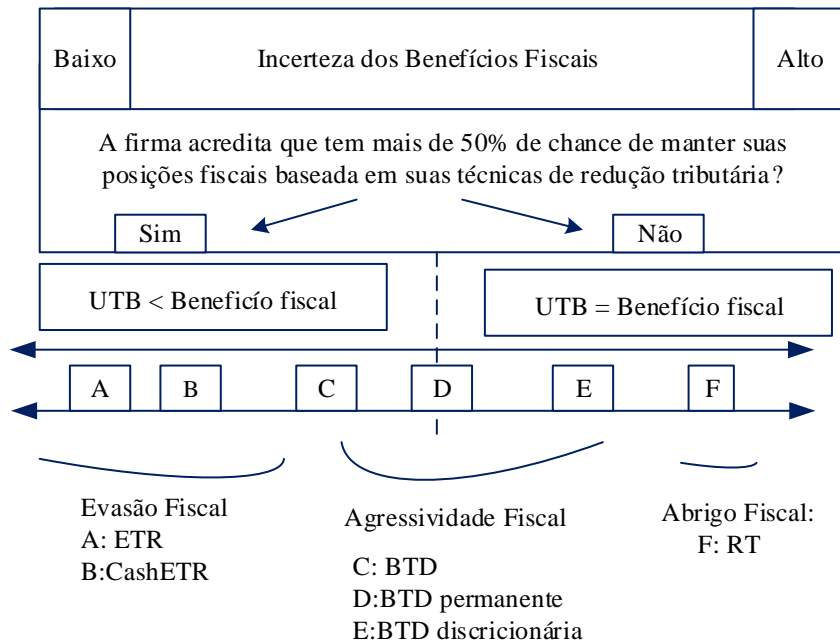 Baixo
Incerteza dos Benefícios Fiscais
Alto
A firma acredita que tem mais de 50% de chance de manter suas
posições fiscais baseada em suas técnicas de redução tributária?
Sim
Não
UTB < Beneficío fiscal
UTB = Benefício fiscal
A
B
C
D
E
F
Evasão Fiscal
A: ETR
B:CashETR
Agressividade Fiscal
C: BTD
D:BTD permanente
E:BTD discricionária
Abrigo Fiscal:
F: RT